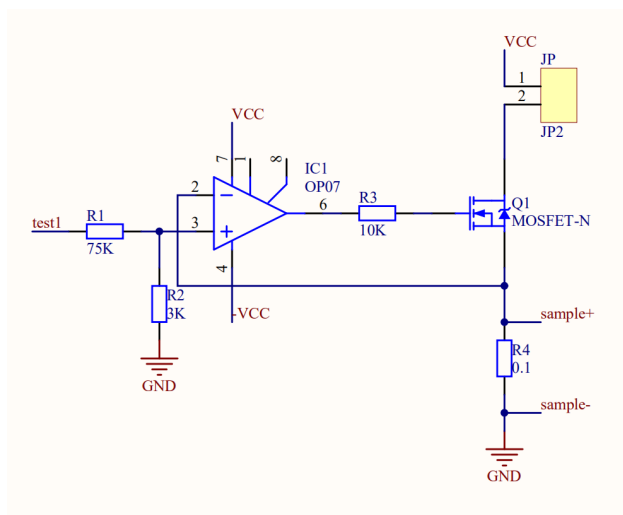 VCC
JP
1
2
JP2
VCC
7
1
8
IC1
OP07
2
3
6
4
-VCC
test1
R1
75K
R2
3K
GND
R3
10K
Q1
MOSFET-N
sample+
R4
0.1
sample-
GND